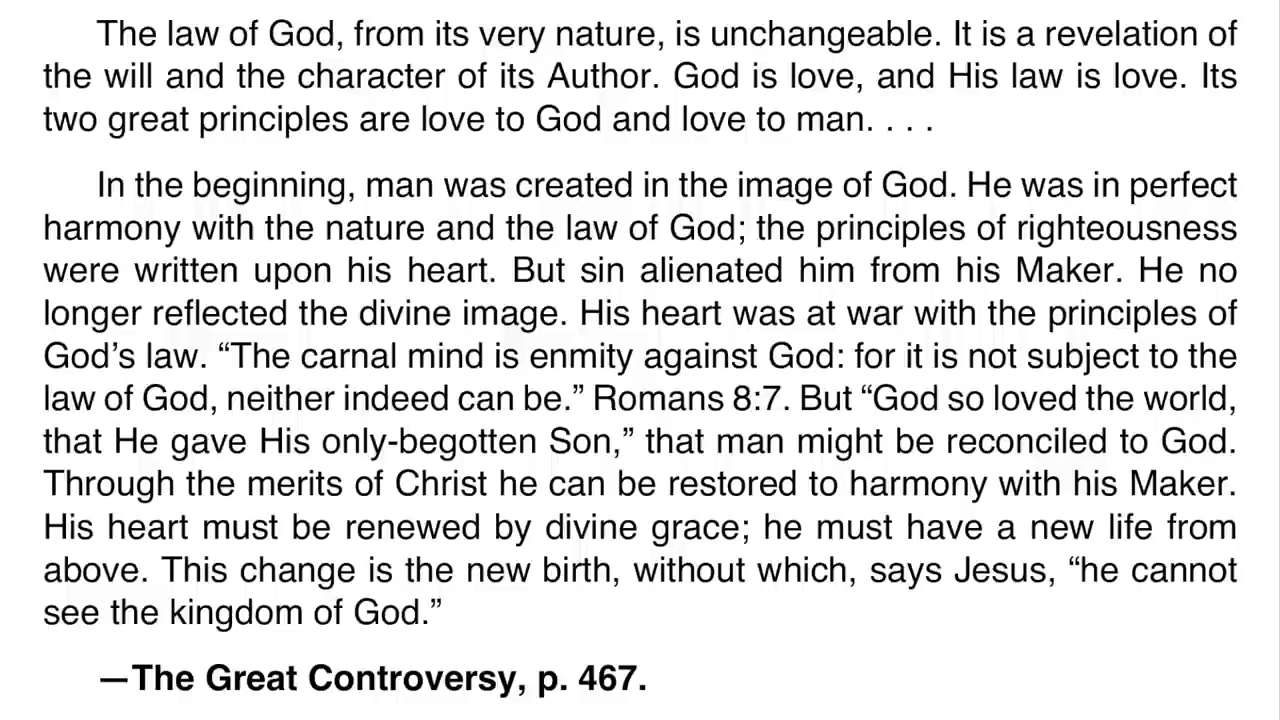 The law of God, from its very nature, is unchangeable. It is a revelation of
the will and the character of its Author. God is love, and His law is love. Its
two great principles are love to God and love to man. . . .
In the beginning, man was created in the image of God. He was in perfect
harmony with the nature and the law of God; the principles of righteousness
were written upon his heart. But sin alienated him from his Maker. He no
longer reflected the divine image. His heart was at war with the principles of
God’s law. “The carnal mind is enmity against God: for it is not subject to the
law of God, neither indeed can be.” Romans 8:7. But “God so loved the world,
that He gave His only-begotten Son,” that man might be reconciled to God.
Through the merits of Christ he can be restored to harmony with his Maker.
His heart must be renewed by divine grace; he must have a new life from
above. This change is the new birth, without which, says Jesus, “he cannot
see the kingdom of God.”
—The Great Controversy, p. 467.